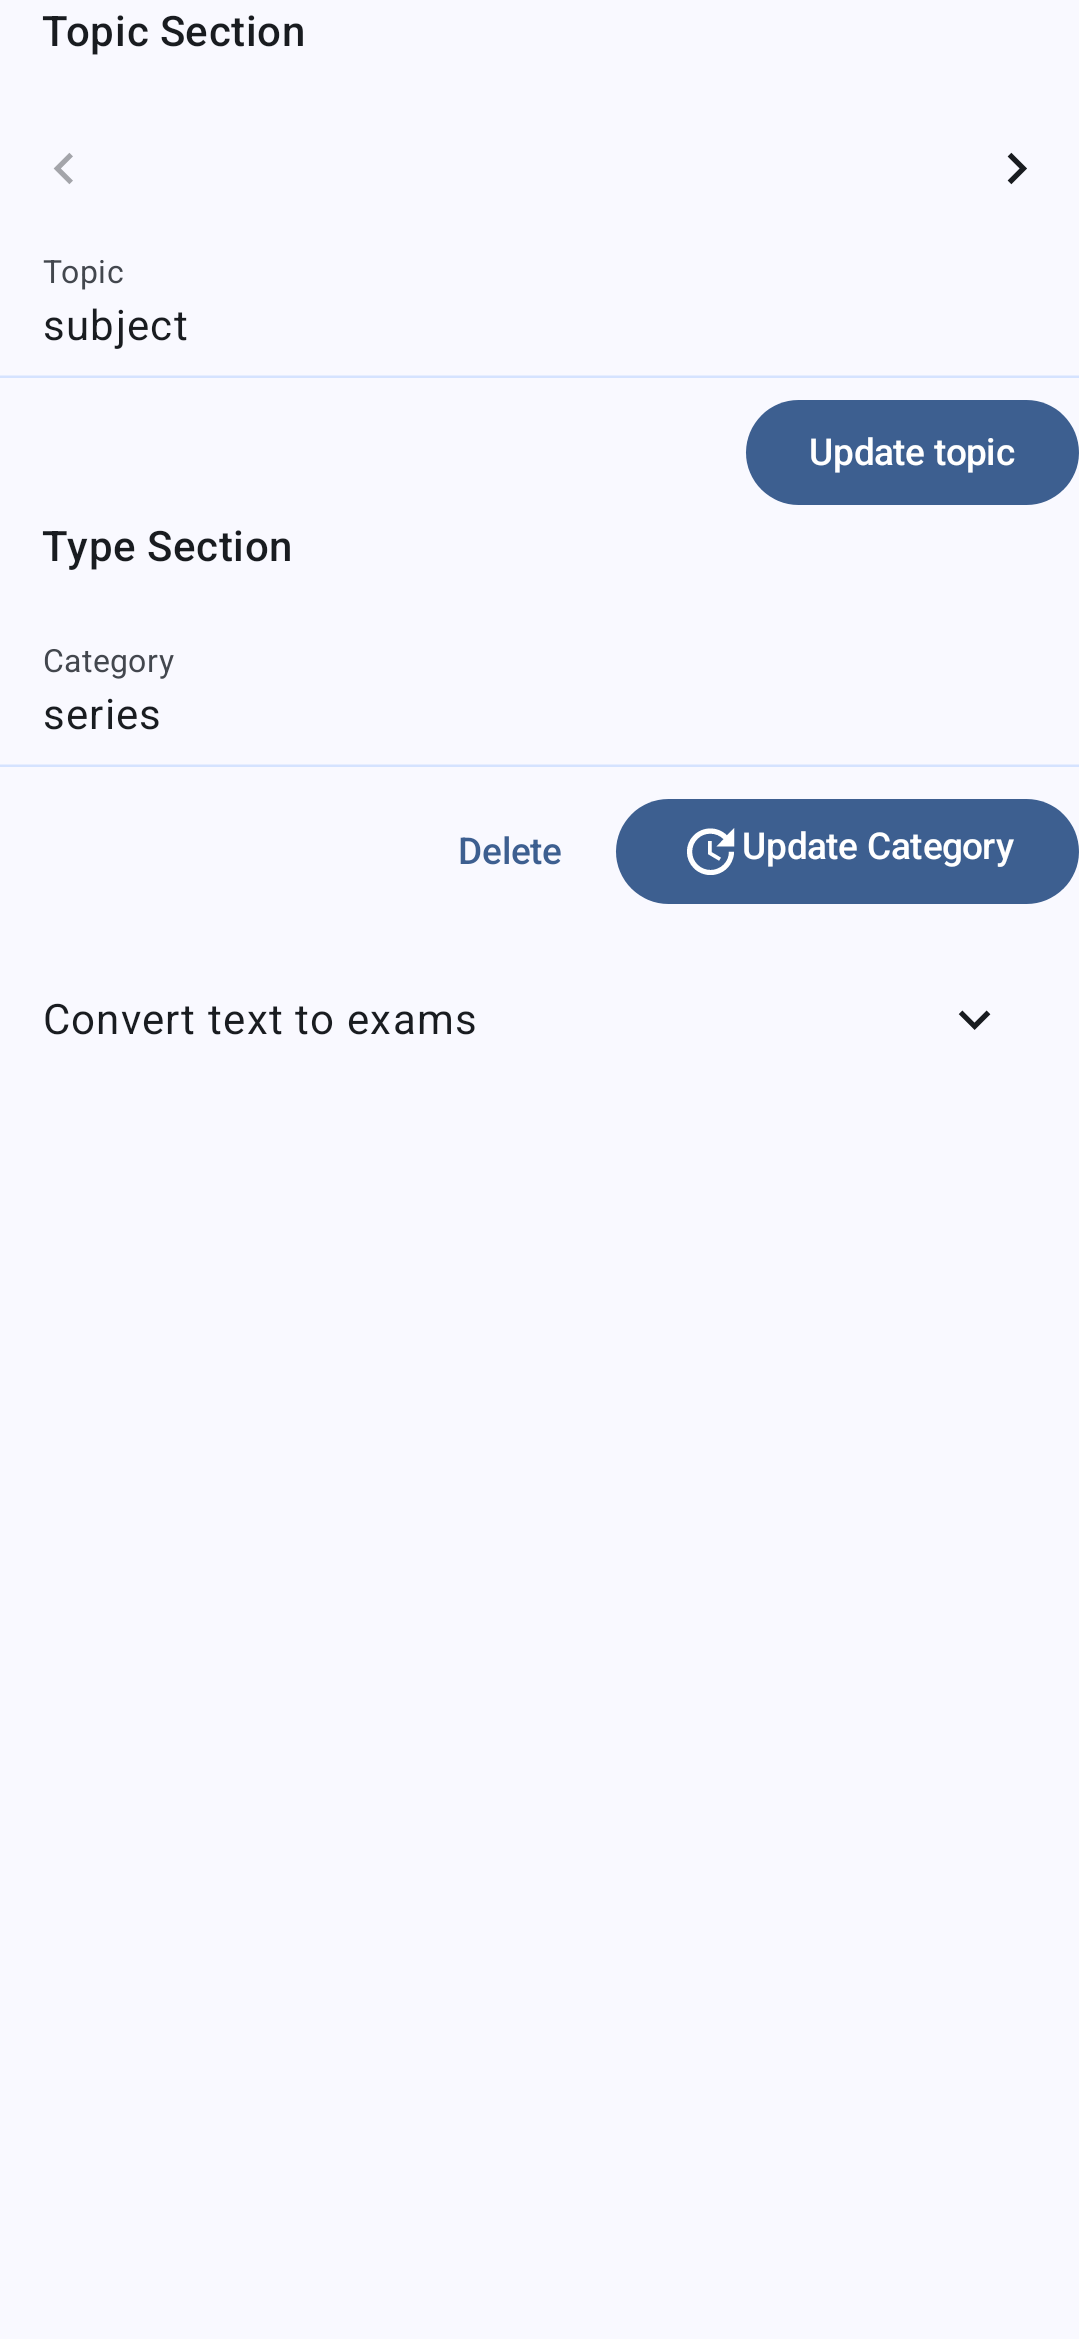 Topic Section
Topic
subject
Update topic
Type Section
Category
series
Delete
Update Category
Convert text to exams